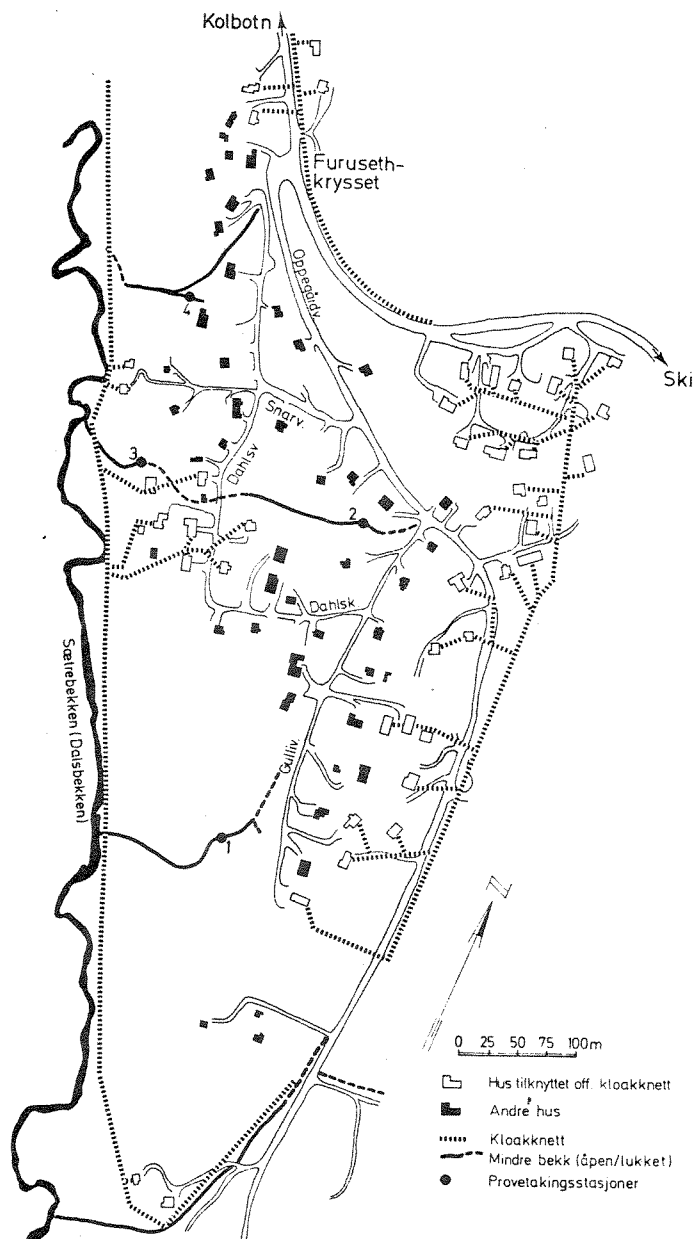 Kolbotn
Furuseth-
krysset
Oppegårdv.
4
Ski
Snarv.
Dahlsv
3
2
Dahlsk
Sætrebekken (Dalsbekken)
Gulliv.
1
N
0 25 50 75 100m
Hus tilknyttet off. kloakknett
Andre hus
Kloakknett
Mindre bekk (åpen/lukket)
Prøvetakingsstasjoner